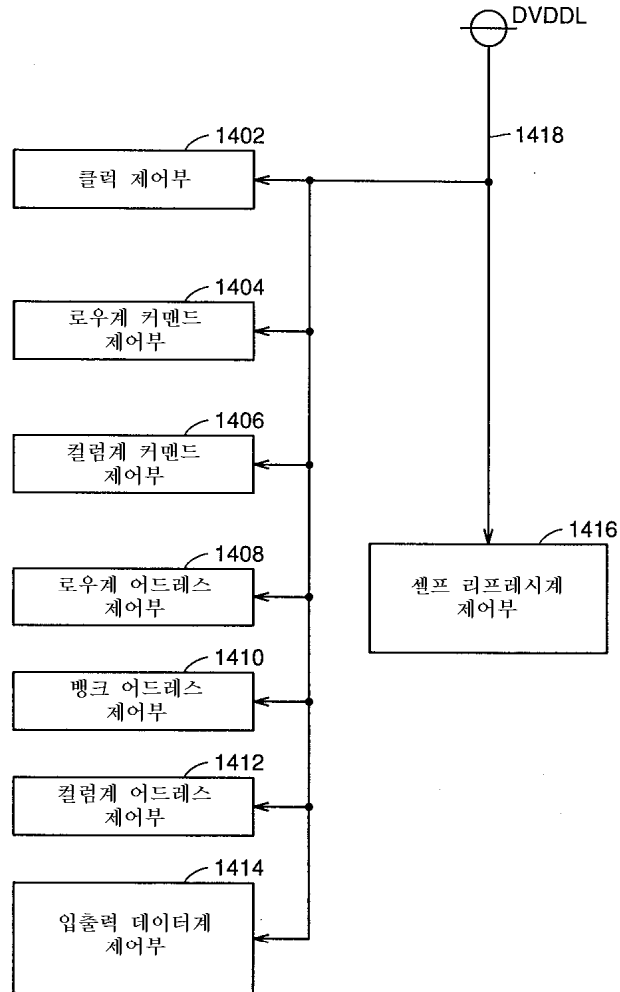 DVDDL
1418
1402
클럭 제어부
1404
로우계 커맨드
제어부
1406
컬럼계 커맨드
제어부
1408
로우계 어드레스
제어부
1416
셀프 리프레시계
제어부
1410
뱅크 어드레스
제어부
1412
컬럼계 어드레스
제어부
1414
입출력 데이터계
제어부